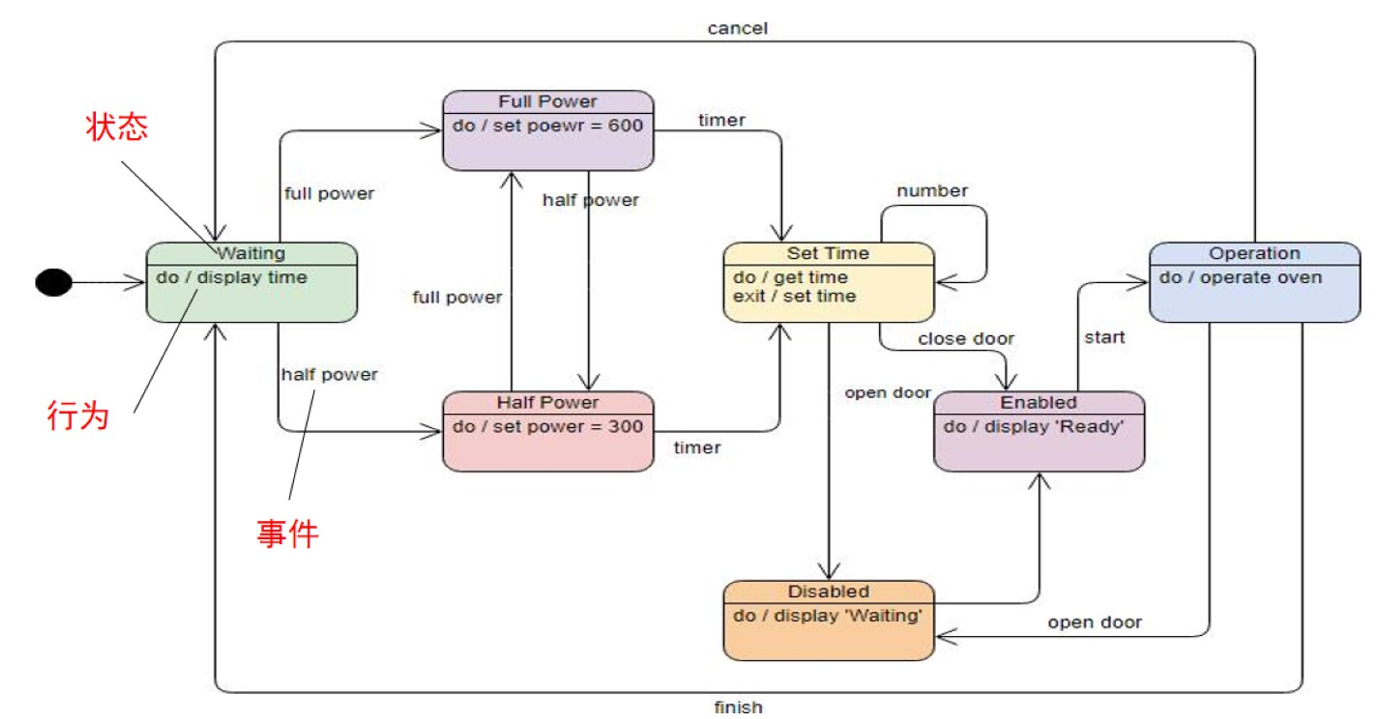 cancel
Full Power
do / set poewr = 600
timer
状态
full power
half power
number
Waiting
do / display time
Set Time
do / get time
exit / set time
Operation
do / operate oven
full power
close door
start
half power
open door
行为
Half Power
do / set power = 300
timer
Enabled
do / display 'Ready'
事件
Disabled
do / display 'Waiting'
open door
finish